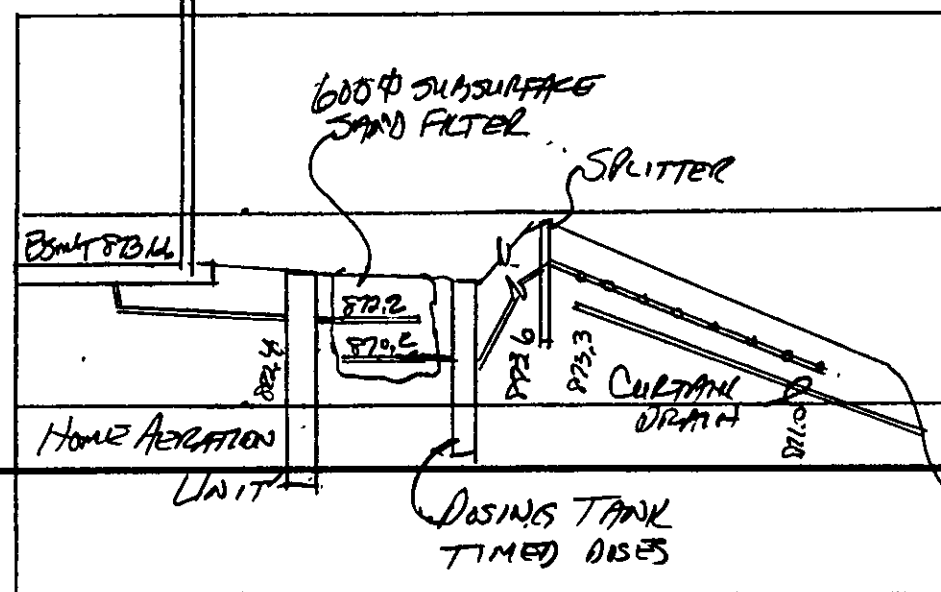 600 SUBSURFACE
SAND FILTER
SPLITTER
Bsmt
872.2
870.2
873.3
CURTAIN
DRAIN
HOME AERATION
UNIT
DOSING TANK
TIMED DOSES